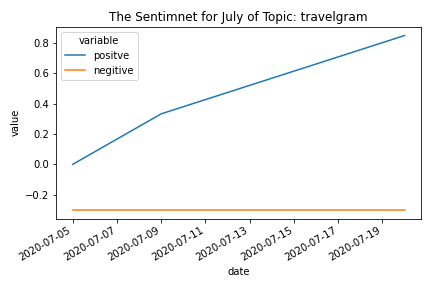 The Sentimnet for July of Topic: travelgram
variable
positve
negitive
value
0.8
0.6
0.4
0.2
0.0
−0.2
2020-07-05
2020-07-07
2020-07-09
2020-07-11
2020-07-13
2020-07-15
2020-07-17
2020-07-19
date